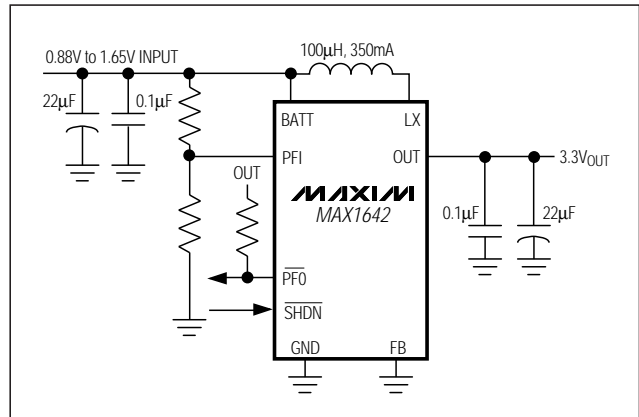 0.88V to 1.65V INPUT
100µH, 350mA
22µF
0.1µF
BATT
LX
PFI
OUT
OUT
3.3VOUT
MAXIM
MAX1642
0.1µF
22µF
PF0
SHDN
GND
FB